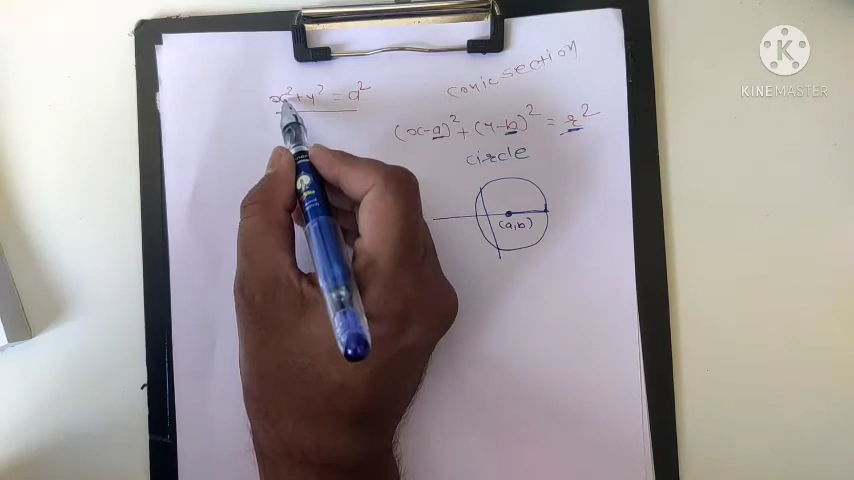 conic section
x² + y² = a²
(x-a)² + (y-b)² = r²
circle
(a,b)
K
KINEMASTER